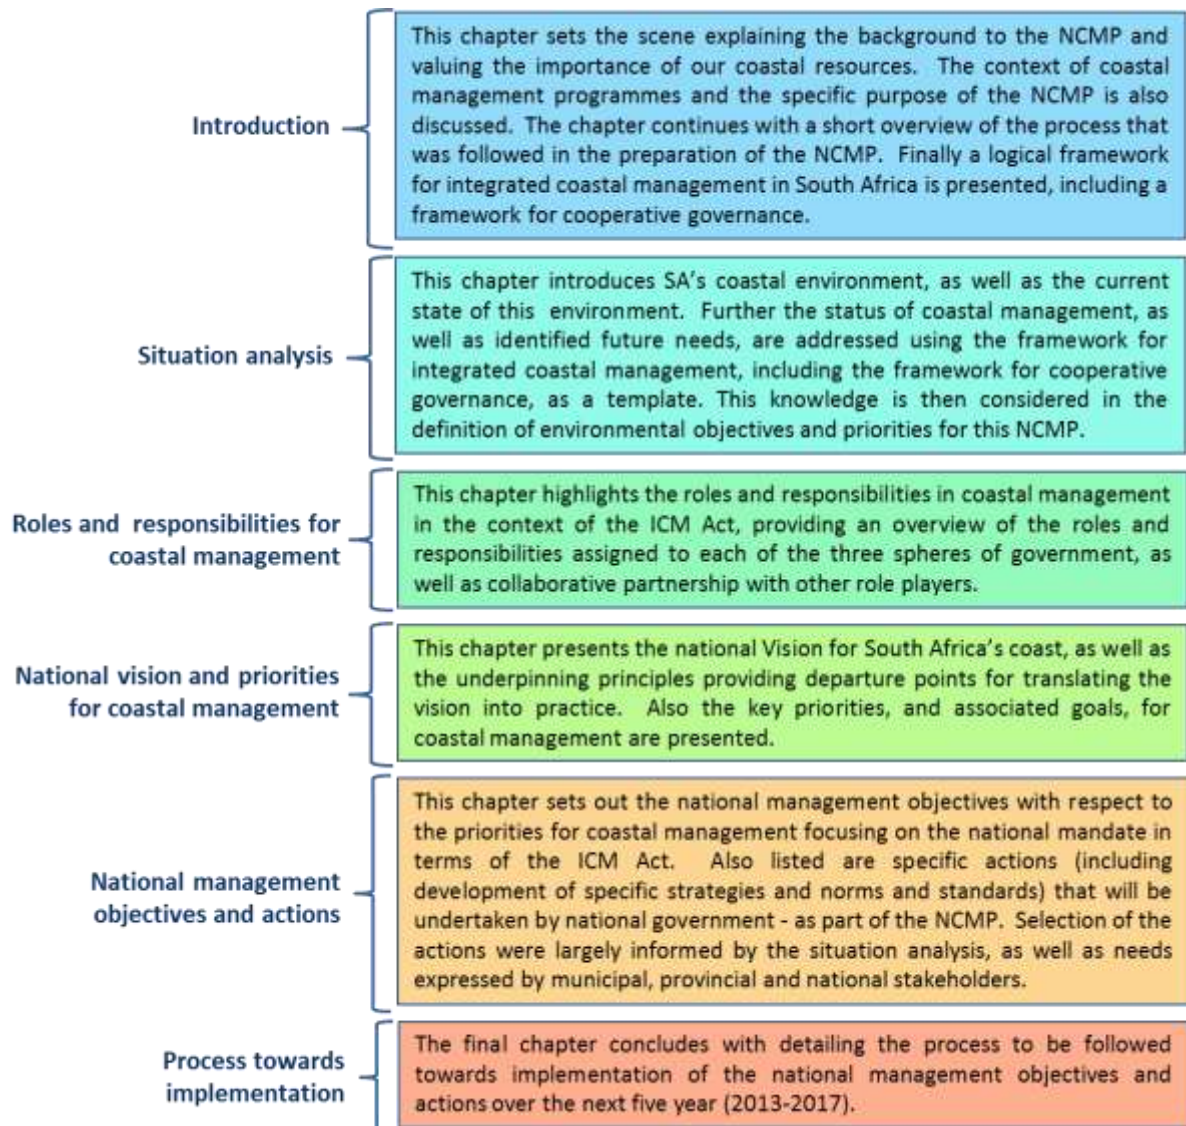 Introduction
This chapter sets the scene explaining the background to the NCMP and
valuing the importance of our coastal resources. The context of coastal
management programmes and the specific purpose of the NCMP is also
discussed. The chapter continues with a short overview of the process that
was followed in the preparation of the NCMP. Finally a logical framework
for integrated coastal management in South Africa is presented, including a
framework for cooperative governance.
Situation analysis
This chapter introduces SA's coastal environment, as well as the current
state of this environment. Further the status of coastal management, as
well as identified future needs, are addressed using the framework for
integrated coastal management, including the framework for cooperative
governance, as a template. This knowledge is then considered in the
definition of environmental objectives and priorities for this NCMP.
Roles and responsibilities for
coastal management
This chapter highlights the roles and responsibilities in coastal management
in the context of the ICM Act, providing an overview of the roles and
responsibilities assigned to each of the three spheres of government, as
well as collaborative partnership with other role players.
National vision and priorities
for coastal management
This chapter presents the national Vision for South Africa's coast, as well as
the underpinning principles providing departure points for translating the
vision into practice. Also the key priorities, and associated goals, for
coastal management are presented.
National management
objectives and actions
This chapter sets out the national management objectives with respect to
the priorities for coastal management focusing on the national mandate in
terms of the ICM Act. Also listed are specific actions (including
development of specific strategies and norms and standards) that will be
undertaken by national government - as part of the NCMP. Selection of the
actions were largely informed by the situation analysis, as well as needs
expressed by municipal, provincial and national stakeholders.
Process towards
implementation
The final chapter concludes with detailing the process to be followed
towards implementation of the national management objectives and
actions over the next five year (2013-2017).